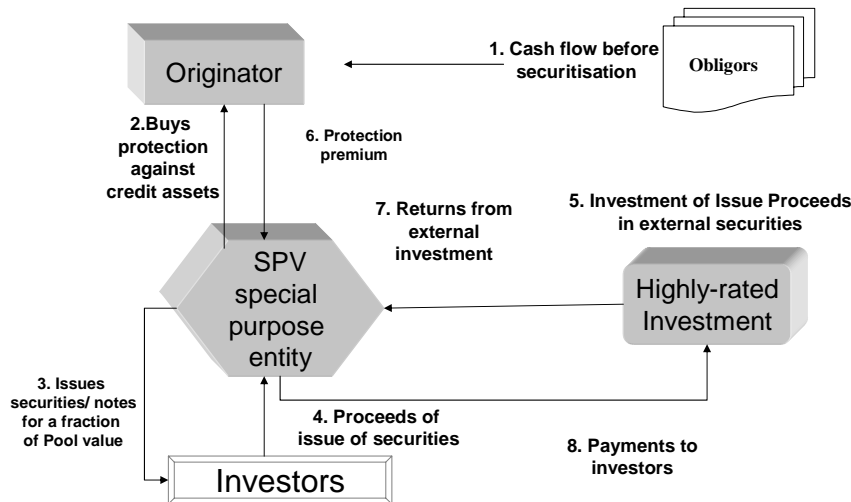 1. Cash flow before
securitisation
Obligors
Originator
2.Buys
protection
against
credit assets
6. Protection
premium
7. Returns from
external
investment
5. Investment of Issue Proceeds
in external securities
SPV
special
purpose
entity
Highly-rated
Investment
3. Issues
securities/ notes
for a fraction
of Pool value
4. Proceeds of
issue of securities
8. Payments to
investors
Investors